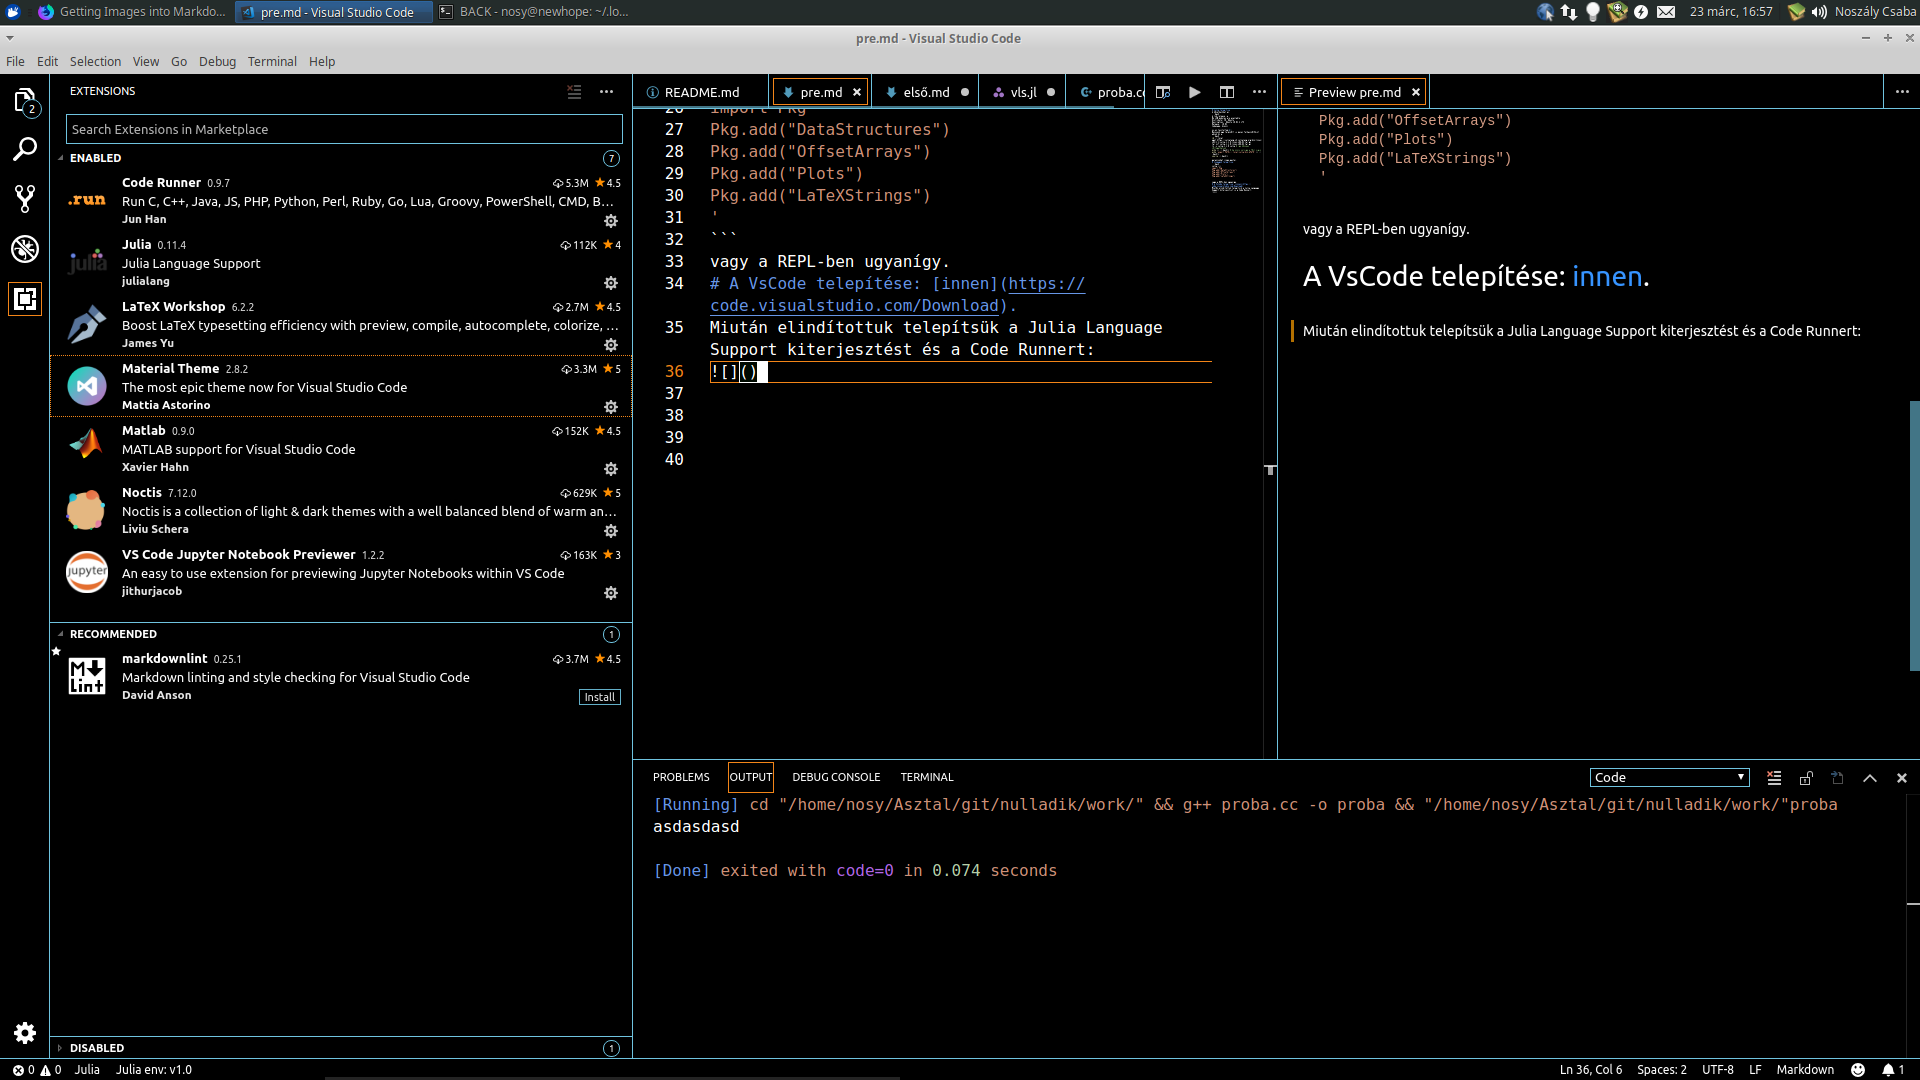 Getting Images into Markdo...
pre.md - Visual Studio Code
BACK - nosy@newhope: ~/.lo...
23 márc, 16:57
Noszály Csaba
pre.md - Visual Studio Code
File Edit Selection View Go Debug Terminal Help
2
EXTENSIONS
Search Extensions in Marketplace
ENABLED 7
.run
Code Runner 0.9.7 5.3M 4.5
Run C, C++, Java, JS, PHP, Python, Perl, Ruby, Go, Lua, Groovy, PowerShell, CMD, B...
Jun Han
julia
Julia 0.11.4 112K 4
Julia Language Support
julialang
LaTeX Workshop 6.2.2 2.7M 4.5
Boost LaTeX typesetting efficiency with preview, compile, autocomplete, colorize, ...
James Yu
Material Theme 2.8.2 3.3M 5
The most epic theme now for Visual Studio Code
Mattia Astorino
Matlab 0.9.0 152K 4.5
MATLAB support for Visual Studio Code
Xavier Hahn
Noctis 7.12.0 629K 5
Noctis is a collection of light & dark themes with a well balanced blend of warm an...
Liviu Schera
jupyter
VS Code Jupyter Notebook Previewer 1.2.2 163K 3
An easy to use extension for previewing Jupyter Notebooks within VS Code
jithurjacob
RECOMMENDED 1
M Lint
markdownlint 0.25.1 3.7M 4.5
Markdown linting and style checking for Visual Studio Code
David Anson
Install
DISABLED 1
README.md pre.md első.md vls.jl proba.cc
26 import Pkg
27 Pkg.add("DataStructures")
28 Pkg.add("OffsetArrays")
29 Pkg.add("Plots")
30 Pkg.add("LaTeXStrings")
31 '
32 ```
33 vagy a REPL-ben ugyanígy.
34 # A VsCode telepítése: [innen](https://
code.visualstudio.com/Download).
35 Miután elindítottuk telepítsük a Julia Language
Support kiterjesztést és a Code Runnert:
36 ![]()
37
38
39
40
Preview pre.md
Pkg.add("OffsetArrays")
Pkg.add("Plots")
Pkg.add("LaTeXStrings")
'
vagy a REPL-ben ugyanígy.
A VsCode telepítése: innen.
Miután elindítottuk telepítsük a Julia Language Support kiterjesztést és a Code Runnert:
PROBLEMS OUTPUT DEBUG CONSOLE TERMINAL
Code
[Running] cd "/home/nosy/Asztal/git/nulladik/work/" && g++ proba.cc -o proba && "/home/nosy/Asztal/git/nulladik/work/"proba
asdasdasd
[Done] exited with code=0 in 0.074 seconds
0 0 Julia Julia env: v1.0
Ln 36, Col 6 Spaces: 2 UTF-8 LF Markdown 1